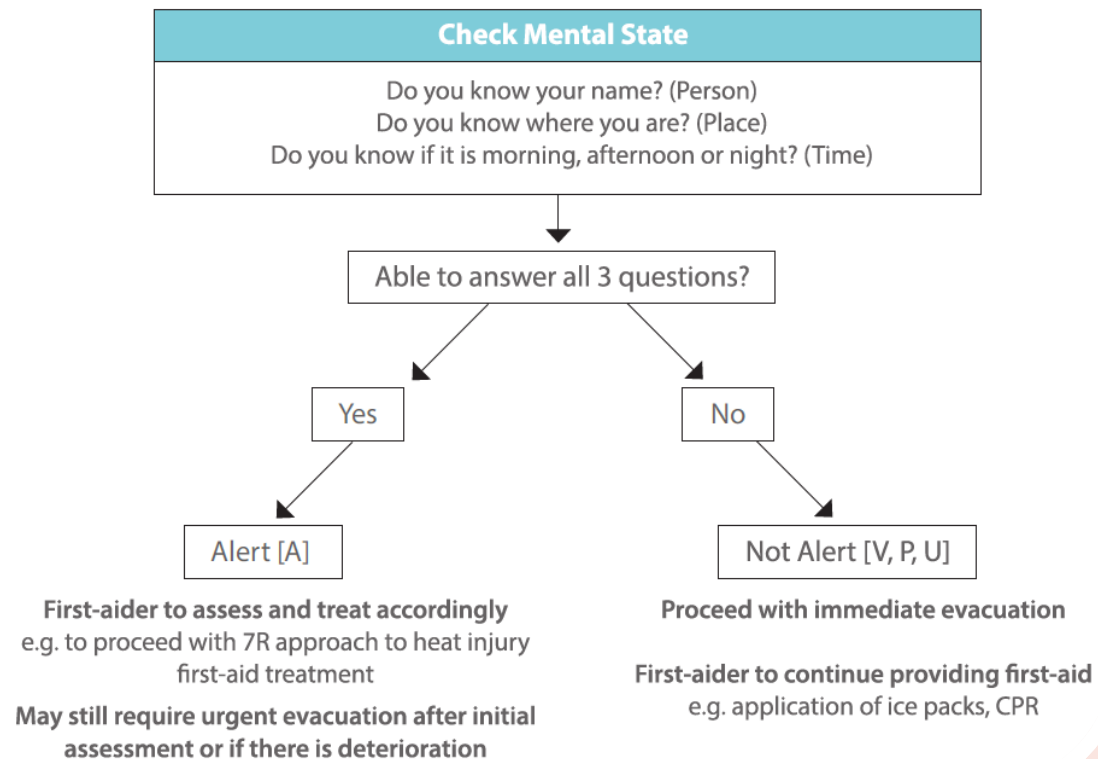 Check Mental State
Do you know your name? (Person)
Do you know where you are? (Place)
Do you know if it is morning, afternoon or night? (Time)
Able to answer all 3 questions?
Yes
No
Alert [A]
Not Alert [V, P, U]
First-aider to assess and treat accordingly
e.g. to proceed with 7R approach to heat injury
first-aid treatment
May still require urgent evacuation after initial
assessment or if there is deterioration
Proceed with immediate evacuation
First-aider to continue providing first-aid
e.g. application of ice packs, CPR